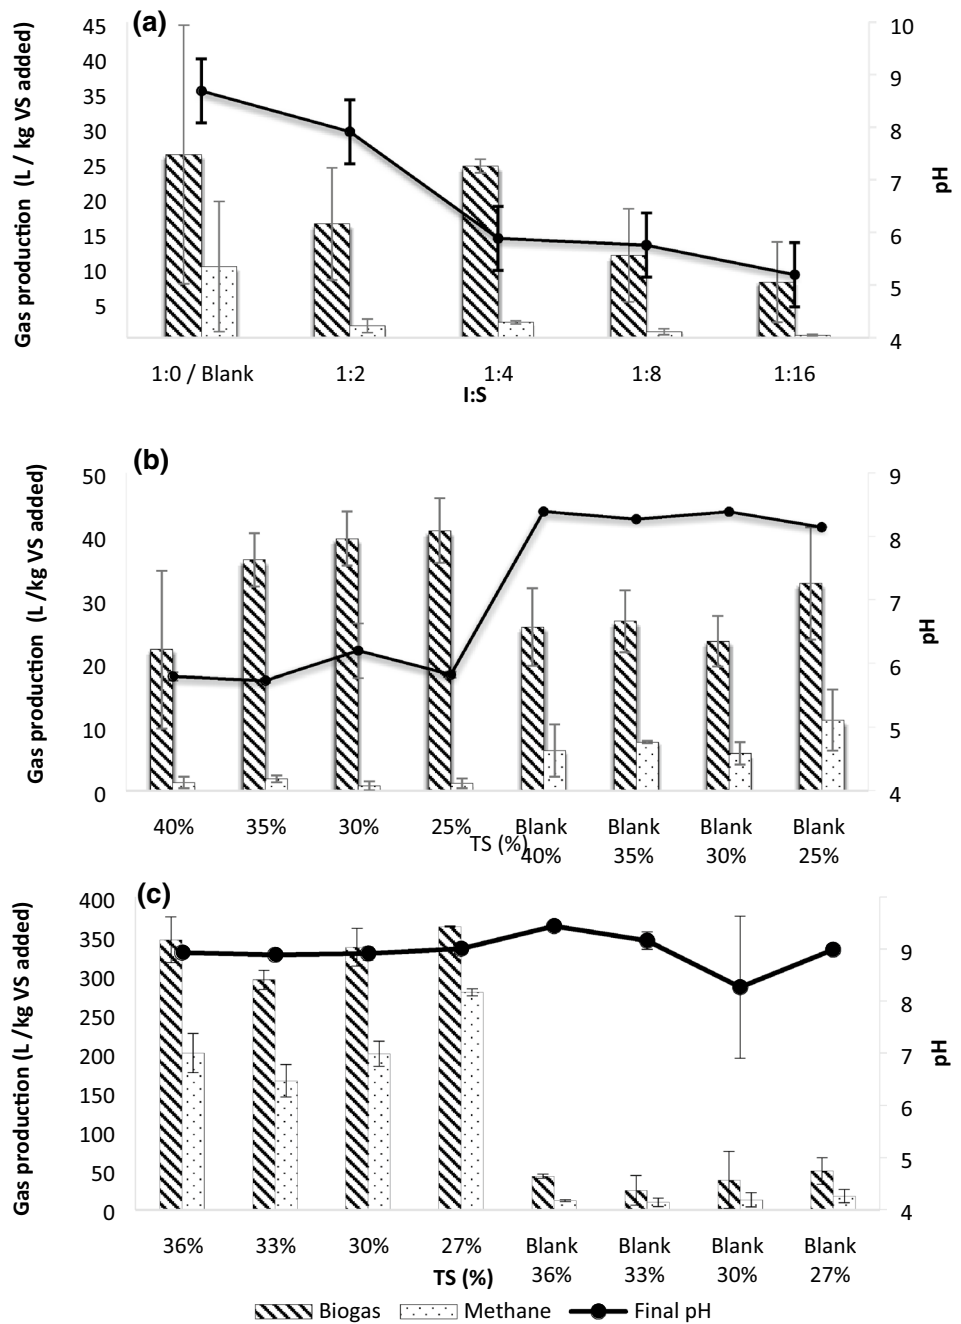 (a)
Gas production (L / kg VS added)
45
40
35
30
25
20
15
10
5
10
9
8
7
6
5
4
pH
1:0 / Blank 1:2 1:4 1:8 1:16
I:S
(b)
Gas production (L /kg VS added)
50
40
30
20
10
0
9
8
7
6
5
4
pH
40% 35% 30% 25% Blank 40% Blank 35% Blank 30% Blank 25%
TS (%)
(c)
Gas production (L /kg VS added)
400
350
300
250
200
150
100
50
0
9
8
7
6
5
4
pH
36% 33% 30% 27% Blank 36% Blank 33% Blank 30% Blank 27%
TS (%)
Biogas Methane Final pH